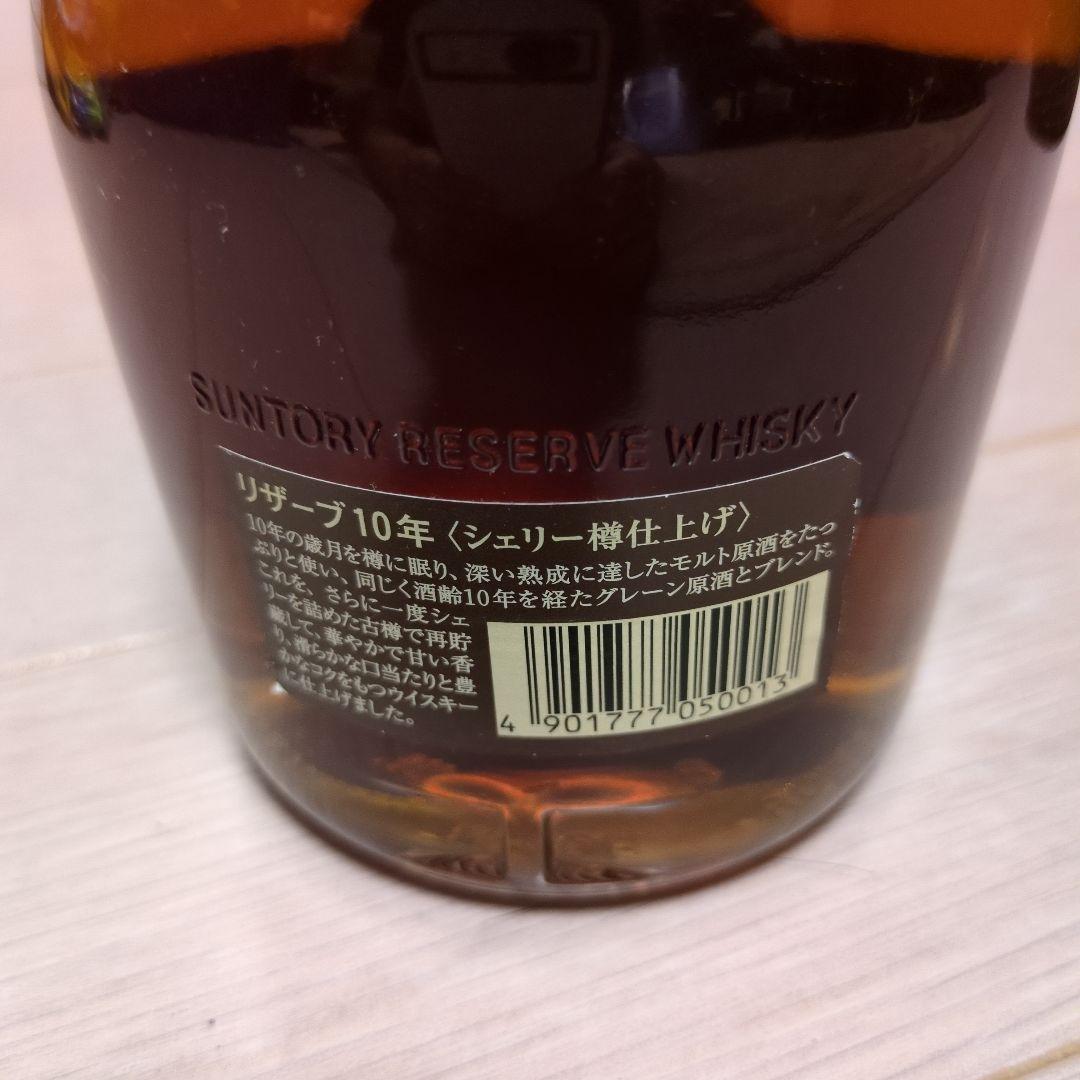 SUNTORY RESERVE WHISKY
リザーブ10年〈シェリー樽仕上げ〉
10年の歳月を樽に眠り、深い熟成に達したモルト原酒をたっ
ぷりと使い、同じく酒齢10年を経たグレーン原酒とブレンド。
これを、さらに一度シェ
リーを詰めた古樽で再貯
蔵して、華やかで甘い香
り、滑らかな口当たりと豊
かなコクをもつウイスキー
に仕上げました。
4 901777 050013